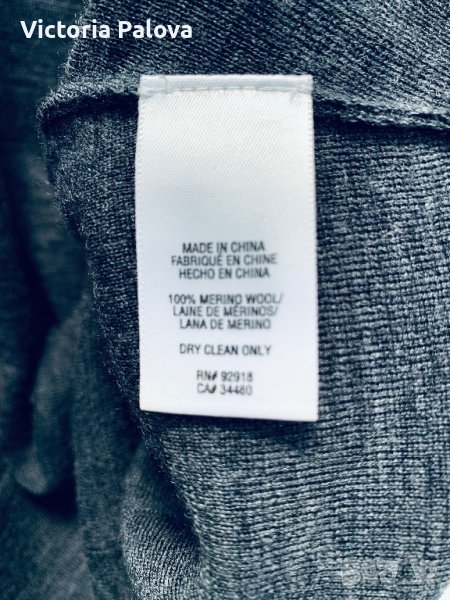 Victoria Palova
MADE IN CHINA
FABRIQUÉ EN CHINE
HECHO EN CHINA
100% MERINO WOOL/
LAINE DE MÉRINOS/
LANA DE MERINO
DRY CLEAN ONLY
RN# 92918
CA# 34480